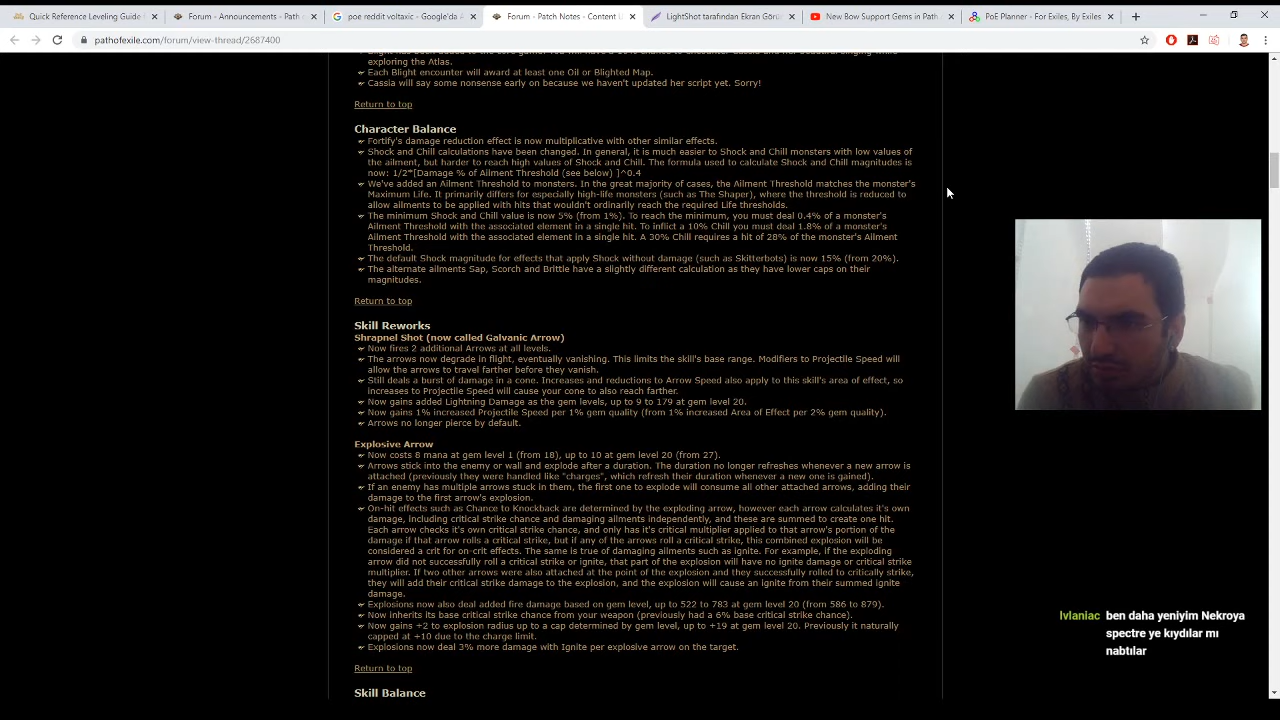 Quick Reference Leveling Guide
Forum - Announcements - Path
poe reddit voltaxic - Google'da
Forum - Patch Notes - Content
LightShot tarafından Ekran Görü
New Bow Support Gems in Path
PoE Planner - For Exiles, By Exiles
pathofexile.com/forum/view-thread/2687400
exploring the Atlas.
Each Blight encounter will award at least one Oil or Blighted Map.
Cassia will say some nonsense early on because we haven't updated her script yet. Sorry!
Return to top
Character Balance
Fortify's damage reduction effect is now multiplicative with other similar effects.
Shock and Chill calculations have been changed. In general, it is much easier to Shock and Chill monsters with low values of
the ailment, but harder to reach high values of Shock and Chill. The formula used to calculate Shock and Chill magnitudes is
now: 1/2*[Damage % of Ailment Threshold (see below) ]^0.4
We've added an Ailment Threshold to monsters. In the great majority of cases, the Ailment Threshold matches the monster's
Maximum Life. It primarily differs for especially high-life monsters (such as The Shaper), where the threshold is reduced to
allow ailments to be applied with hits that wouldn't ordinarily reach the required Life thresholds.
The minimum Shock and Chill value is now 5% (from 1%). To reach the minimum, you must deal 0.4% of a monster's
Ailment Threshold with the associated element in a single hit. To inflict a 10% Chill you must deal 1.8% of a monster's
Ailment Threshold with the associated element in a single hit. A 30% Chill requires a hit of 28% of the monster's Ailment
Threshold.
The default Shock magnitude for effects that apply Shock without damage (such as Skitterbots) is now 15% (from 20%).
The alternate ailments Sap, Scorch and Brittle have a slightly different calculation as they have lower caps on their
magnitudes.
Return to top
Skill Reworks
Shrapnel Shot (now called Galvanic Arrow)
Now fires 2 additional Arrows at all levels.
The arrows now degrade in flight, eventually vanishing. This limits the skill's base range. Modifiers to Projectile Speed will
allow the arrows to travel farther before they vanish.
Still deals a burst of damage in a cone. Increases and reductions to Arrow Speed also apply to this skill's area of effect, so
increases to Projectile Speed will cause your cone to also reach farther.
Now gains added Lightning Damage as the gem levels, up to 9 to 179 at gem level 20.
Now gains 1% increased Projectile Speed per 1% gem quality (from 1% increased Area of Effect per 2% gem quality).
Arrows no longer pierce by default.
Explosive Arrow
Now costs 8 mana at gem level 1 (from 18), up to 10 at gem level 20 (from 27).
Arrows stick into the enemy or wall and explode after a duration. The duration no longer refreshes whenever a new arrow is
attached (previously they were handled like "charges", which refresh their duration whenever a new one is gained).
If an enemy has multiple arrows stuck in them, the first one to explode will consume all other attached arrows, adding their
damage to the first arrow's explosion.
On-hit effects such as Chance to Knockback are determined by the exploding arrow, however each arrow calculates it's own
damage, including critical strike chance and damaging ailments independently, and these are summed to create one hit.
Each arrow checks it's own critical strike chance, and only has it's critical multiplier applied to that arrow's portion of the
damage if that arrow rolls a critical strike, but if any of the arrows roll a critical strike, this combined explosion will be
considered a crit for on-crit effects. The same is true of damaging ailments such as ignite. For example, if the exploding
arrow did not successfully roll a critical strike or ignite, that part of the explosion will have no ignite damage or critical strike
multiplier. If two other arrows were also attached at the point of the explosion and they successfully rolled to critically strike,
they will add their critical strike damage to the explosion, and the explosion will cause an ignite from their summed ignite
damage.
Explosions now also deal added fire damage based on gem level, up to 522 to 783 at gem level 20 (from 586 to 879).
Now inherits its base critical strike chance from your weapon (previously had a 6% base critical strike chance).
Now gains +2 to explosion radius up to a cap determined by gem level, up to +19 at gem level 20. Previously it naturally
capped at +10 due to the charge limit.
Explosions now deal 3% more damage with Ignite per explosive arrow on the target.
Return to top
Skill Balance
lvlaniac ben daha yeniyim Nekroya
spectre ye kıydılar mı
nabtılar